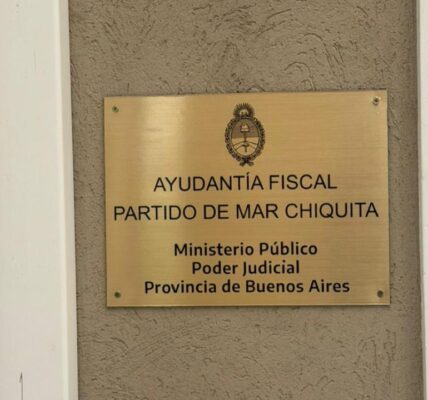 AYUDANTÍA FISCAL
PARTIDO DE MAR CHIQUITA
Ministerio Público
Poder Judicial
Provincia de Buenos Aires